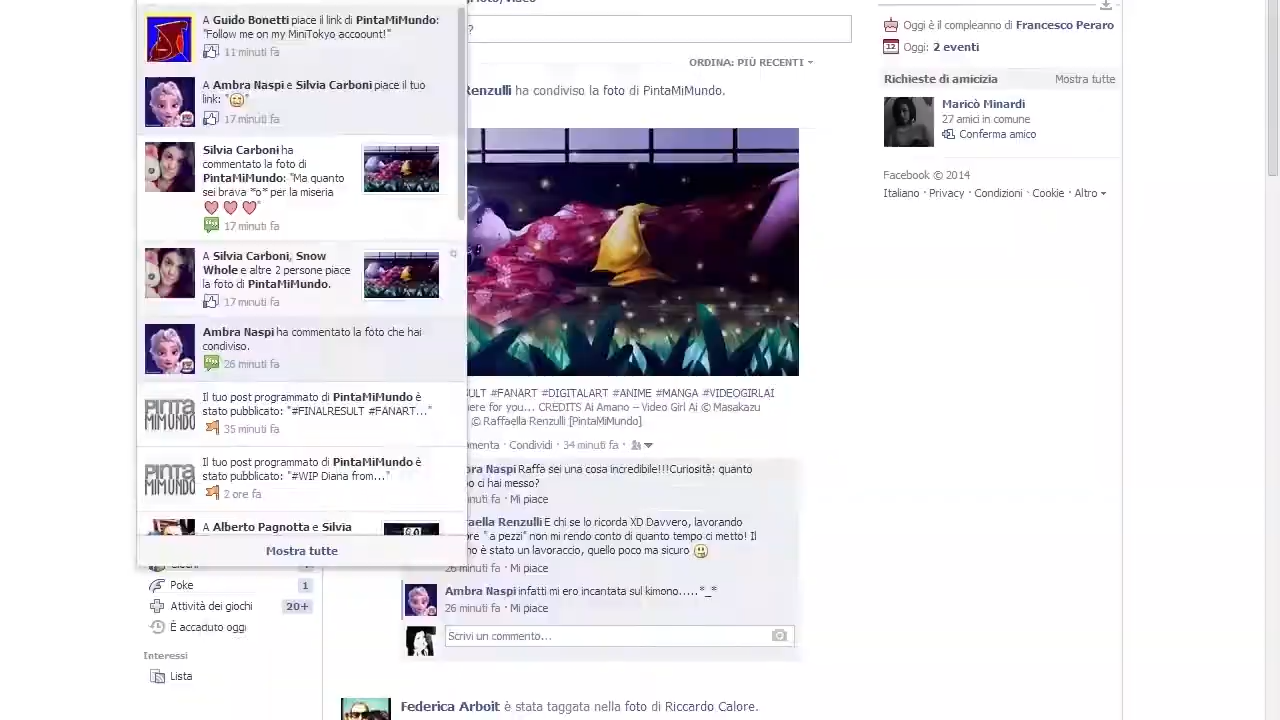 A Guido Bonetti piace il link di PintaMiMundo:
"Follow me on my MiniTokyo accoount!"
11 minuti fa
A Ambra Naspi e Silvia Carboni piace il tuo
link: "
"
17 minuti fa
Silvia Carboni ha
commentato la foto di
PintaMiMundo: "Ma quanto
sei brava *o* per la miseria
"
17 minuti fa
A Silvia Carboni, Snow
Whole e altre 2 persone piace
la foto di PintaMiMundo.
17 minuti fa
Ambra Naspi ha commentato la foto che hai
condiviso.
26 minuti fa
PINTA
MIMUNDO
Il tuo post programmato di PintaMiMundo è
stato pubblicato: "#FINALRESULT #FANART..."
35 minuti fa
PINTA
MIMUNDO
Il tuo post programmato di PintaMiMundo è
stato pubblicato: "#WIP Diana from..."
2 ore fa
A Alberto Pagnotta e Silvia
Mostra tutte
Poke
1
Attività dei giochi
20+
È accaduto oggi
Interessi
Lista
?
ORDINA: PIÙ RECENTI
Renzulli ha condiviso la foto di PintaMiMundo.
ULT #FANART #DIGITALART #ANIME #MANGA #VIDEOGIRLAI
ere for you... CREDITS Ai Amano – Video Girl Ai © Masakazu
© Raffaella Renzulli [PintaMiMundo]
menta · Condividi · 34 minuti fa ·
bra Naspi Raffa sei una cosa incredibile!!!Curiosità: quanto
o ci hai messo?
nuti fa · Mi piace
aella Renzulli E chi se lo ricorda XD Davvero, lavorando
re " a pezzi" non mi rendo conto di quanto tempo ci metto! Il
no è stato un lavoraccio, quello poco ma sicuro
26 minuti fa · Mi piace
Ambra Naspi infatti mi ero incantata sul kimono.....*_*
26 minuti fa · Mi piace
Scrivi un commento...
Federica Arboit è stata taggata nella foto di Riccardo Calore.
Oggi è il compleanno di Francesco Peraro
12
Oggi: 2 eventi
Richieste di amicizia
Mostra tutte
Maricò Minardi
27 amici in comune
Conferma amico
Facebook © 2014
Italiano · Privacy · Condizioni · Cookie · Altro